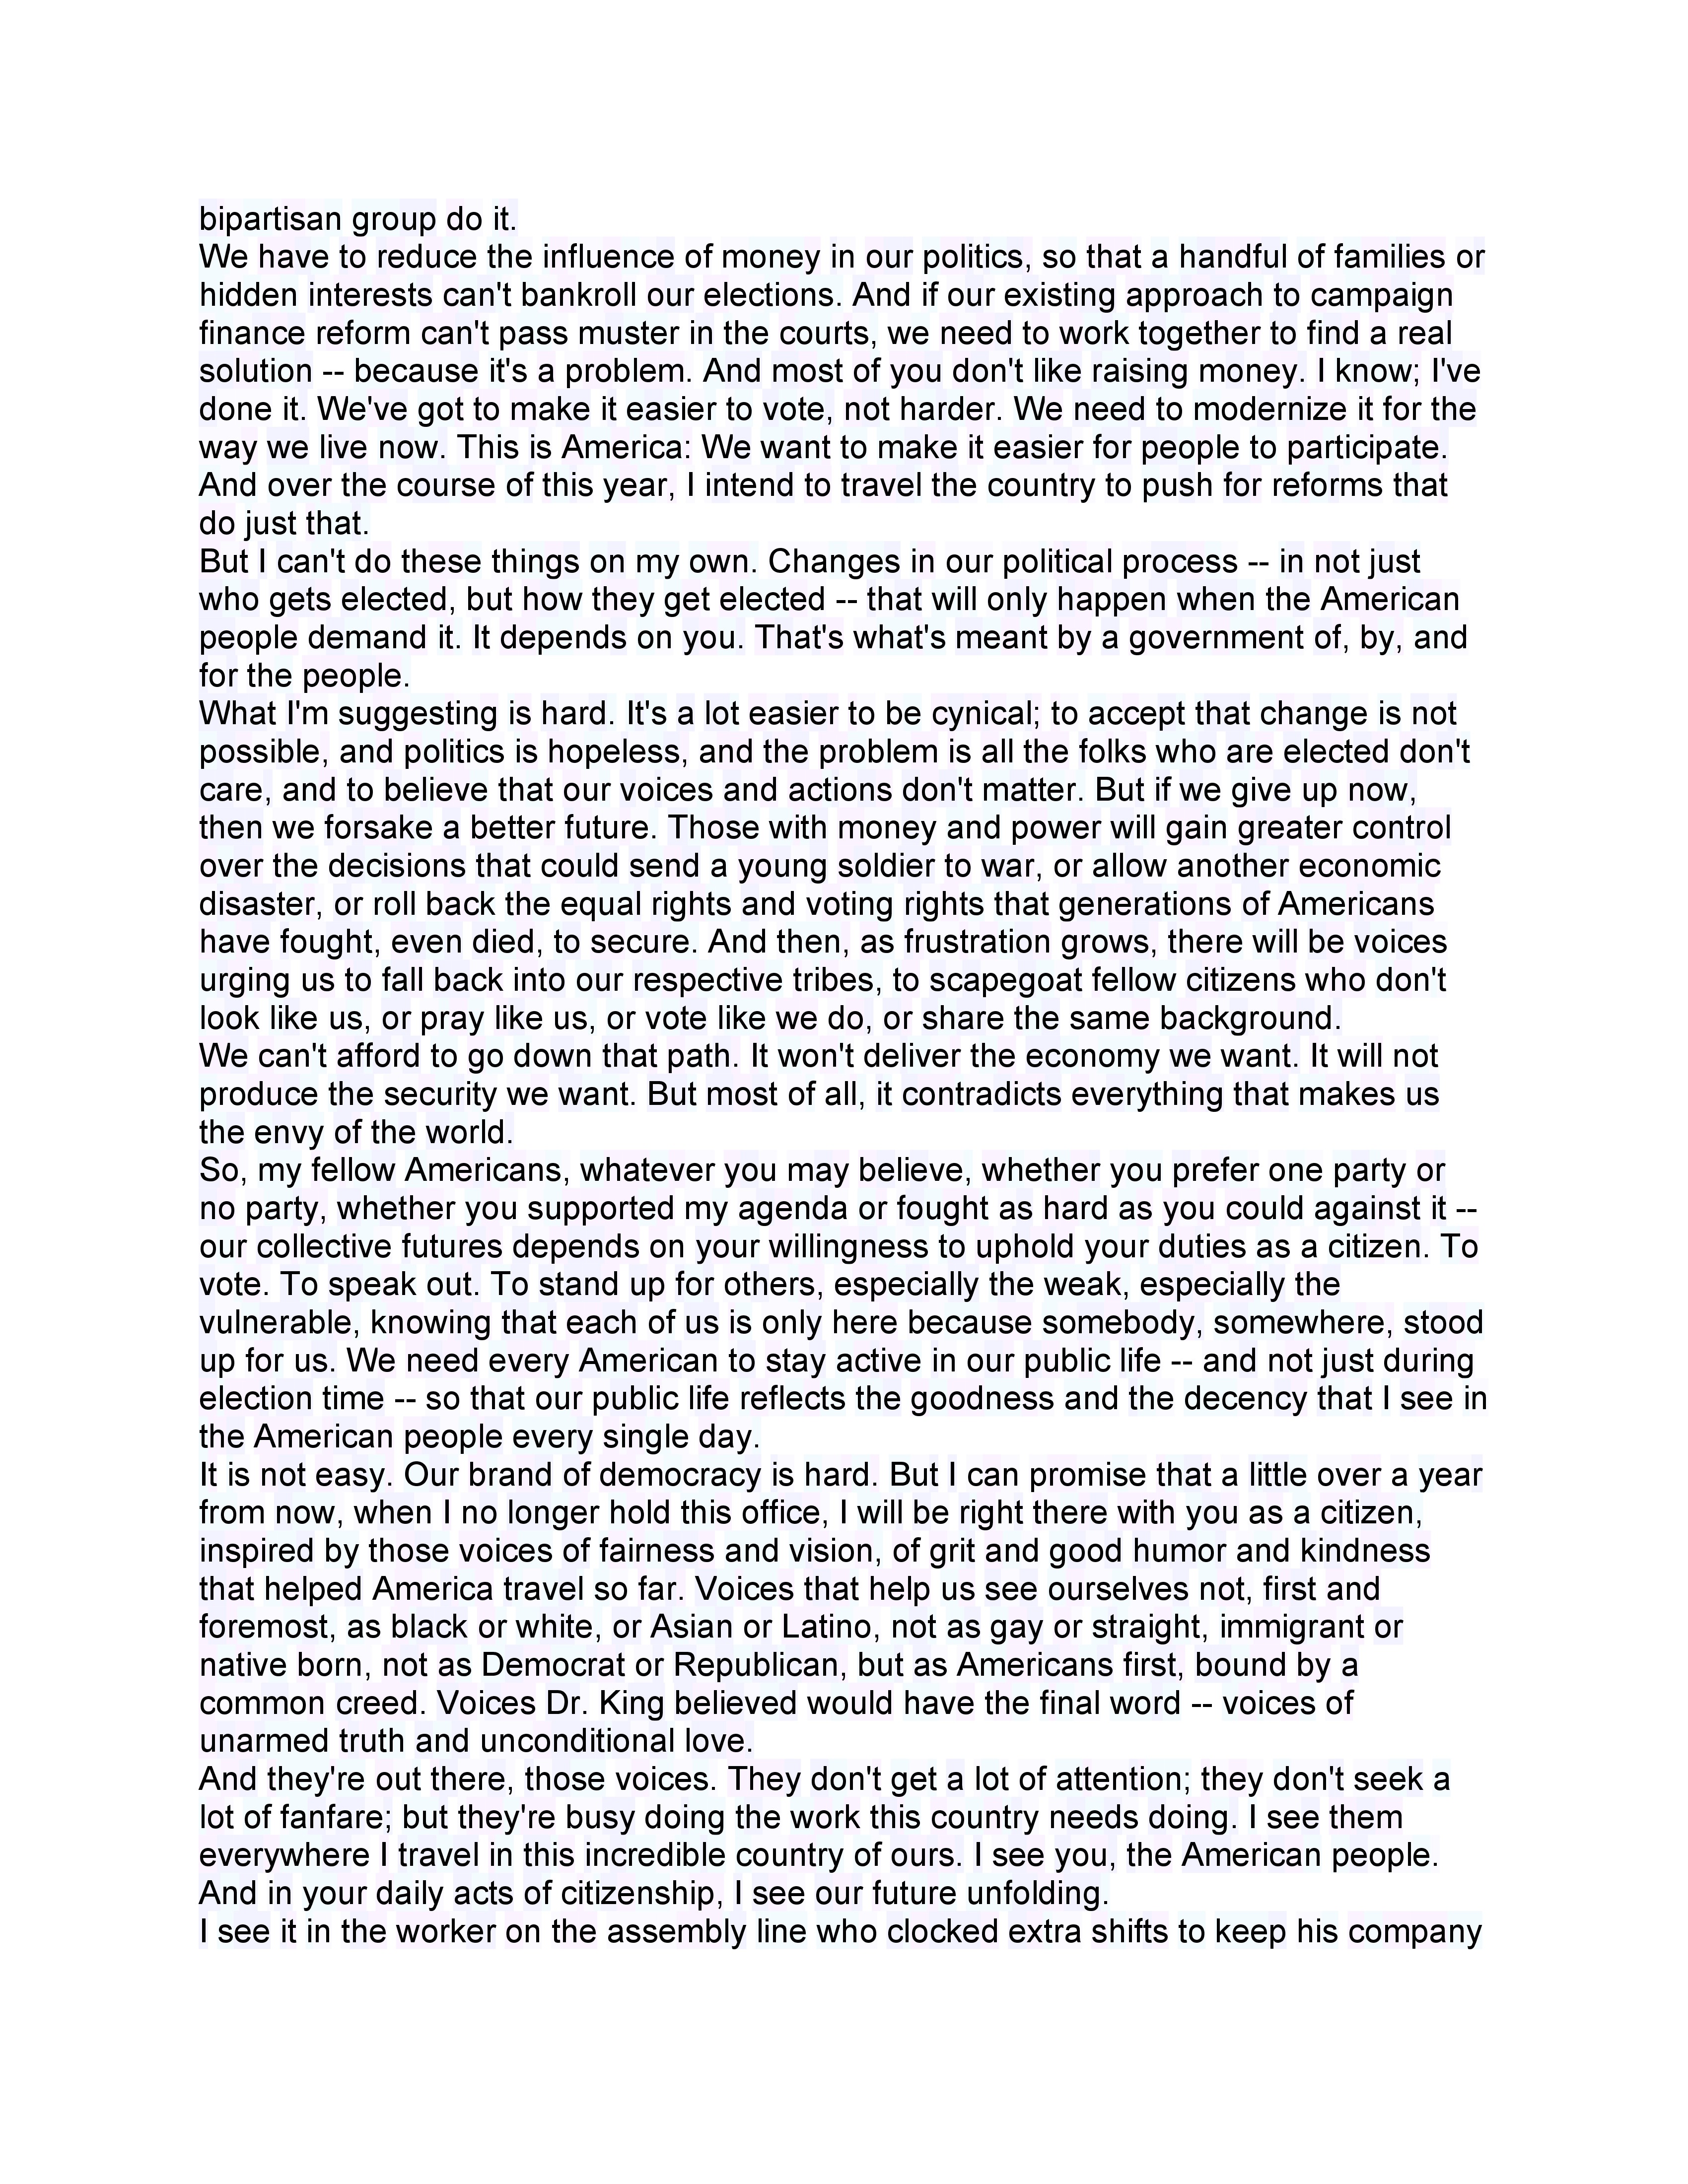 bipartisan group do it.
We have to reduce the influence of money in our politics, so that a handful of families or
hidden interests can't bankroll our elections. And if our existing approach to campaign
finance reform can't pass muster in the courts, we need to work together to find a real
solution -- because it's a problem. And most of you don't like raising money. I know; I've
done it. We've got to make it easier to vote, not harder. We need to modernize it for the
way we live now. This is America: We want to make it easier for people to participate.
And over the course of this year, I intend to travel the country to push for reforms that
do just that.
But I can't do these things on my own. Changes in our political process -- in not just
who gets elected, but how they get elected -- that will only happen when the American
people demand it. It depends on you. That's what's meant by a government of, by, and
for the people.
What I'm suggesting is hard. It's a lot easier to be cynical; to accept that change is not
possible, and politics is hopeless, and the problem is all the folks who are elected don't
care, and to believe that our voices and actions don't matter. But if we give up now,
then we forsake a better future. Those with money and power will gain greater control
over the decisions that could send a young soldier to war, or allow another economic
disaster, or roll back the equal rights and voting rights that generations of Americans
have fought, even died, to secure. And then, as frustration grows, there will be voices
urging us to fall back into our respective tribes, to scapegoat fellow citizens who don't
look like us, or pray like us, or vote like we do, or share the same background.
We can't afford to go down that path. It won't deliver the economy we want. It will not
produce the security we want. But most of all, it contradicts everything that makes us
the envy of the world.
So, my fellow Americans, whatever you may believe, whether you prefer one party or
no party, whether you supported my agenda or fought as hard as you could against it --
our collective futures depends on your willingness to uphold your duties as a citizen. To
vote. To speak out. To stand up for others, especially the weak, especially the
vulnerable, knowing that each of us is only here because somebody, somewhere, stood
up for us. We need every American to stay active in our public life -- and not just during
election time -- so that our public life reflects the goodness and the decency that I see in
the American people every single day.
It is not easy. Our brand of democracy is hard. But I can promise that a little over a year
from now, when I no longer hold this office, I will be right there with you as a citizen,
inspired by those voices of fairness and vision, of grit and good humor and kindness
that helped America travel so far. Voices that help us see ourselves not, first and
foremost, as black or white, or Asian or Latino, not as gay or straight, immigrant or
native born, not as Democrat or Republican, but as Americans first, bound by a
common creed. Voices Dr. King believed would have the final word -- voices of
unarmed truth and unconditional love.
And they're out there, those voices. They don't get a lot of attention; they don't seek a
lot of fanfare; but they're busy doing the work this country needs doing. I see them
everywhere I travel in this incredible country of ours. I see you, the American people.
And in your daily acts of citizenship, I see our future unfolding.
I see it in the worker on the assembly line who clocked extra shifts to keep his company